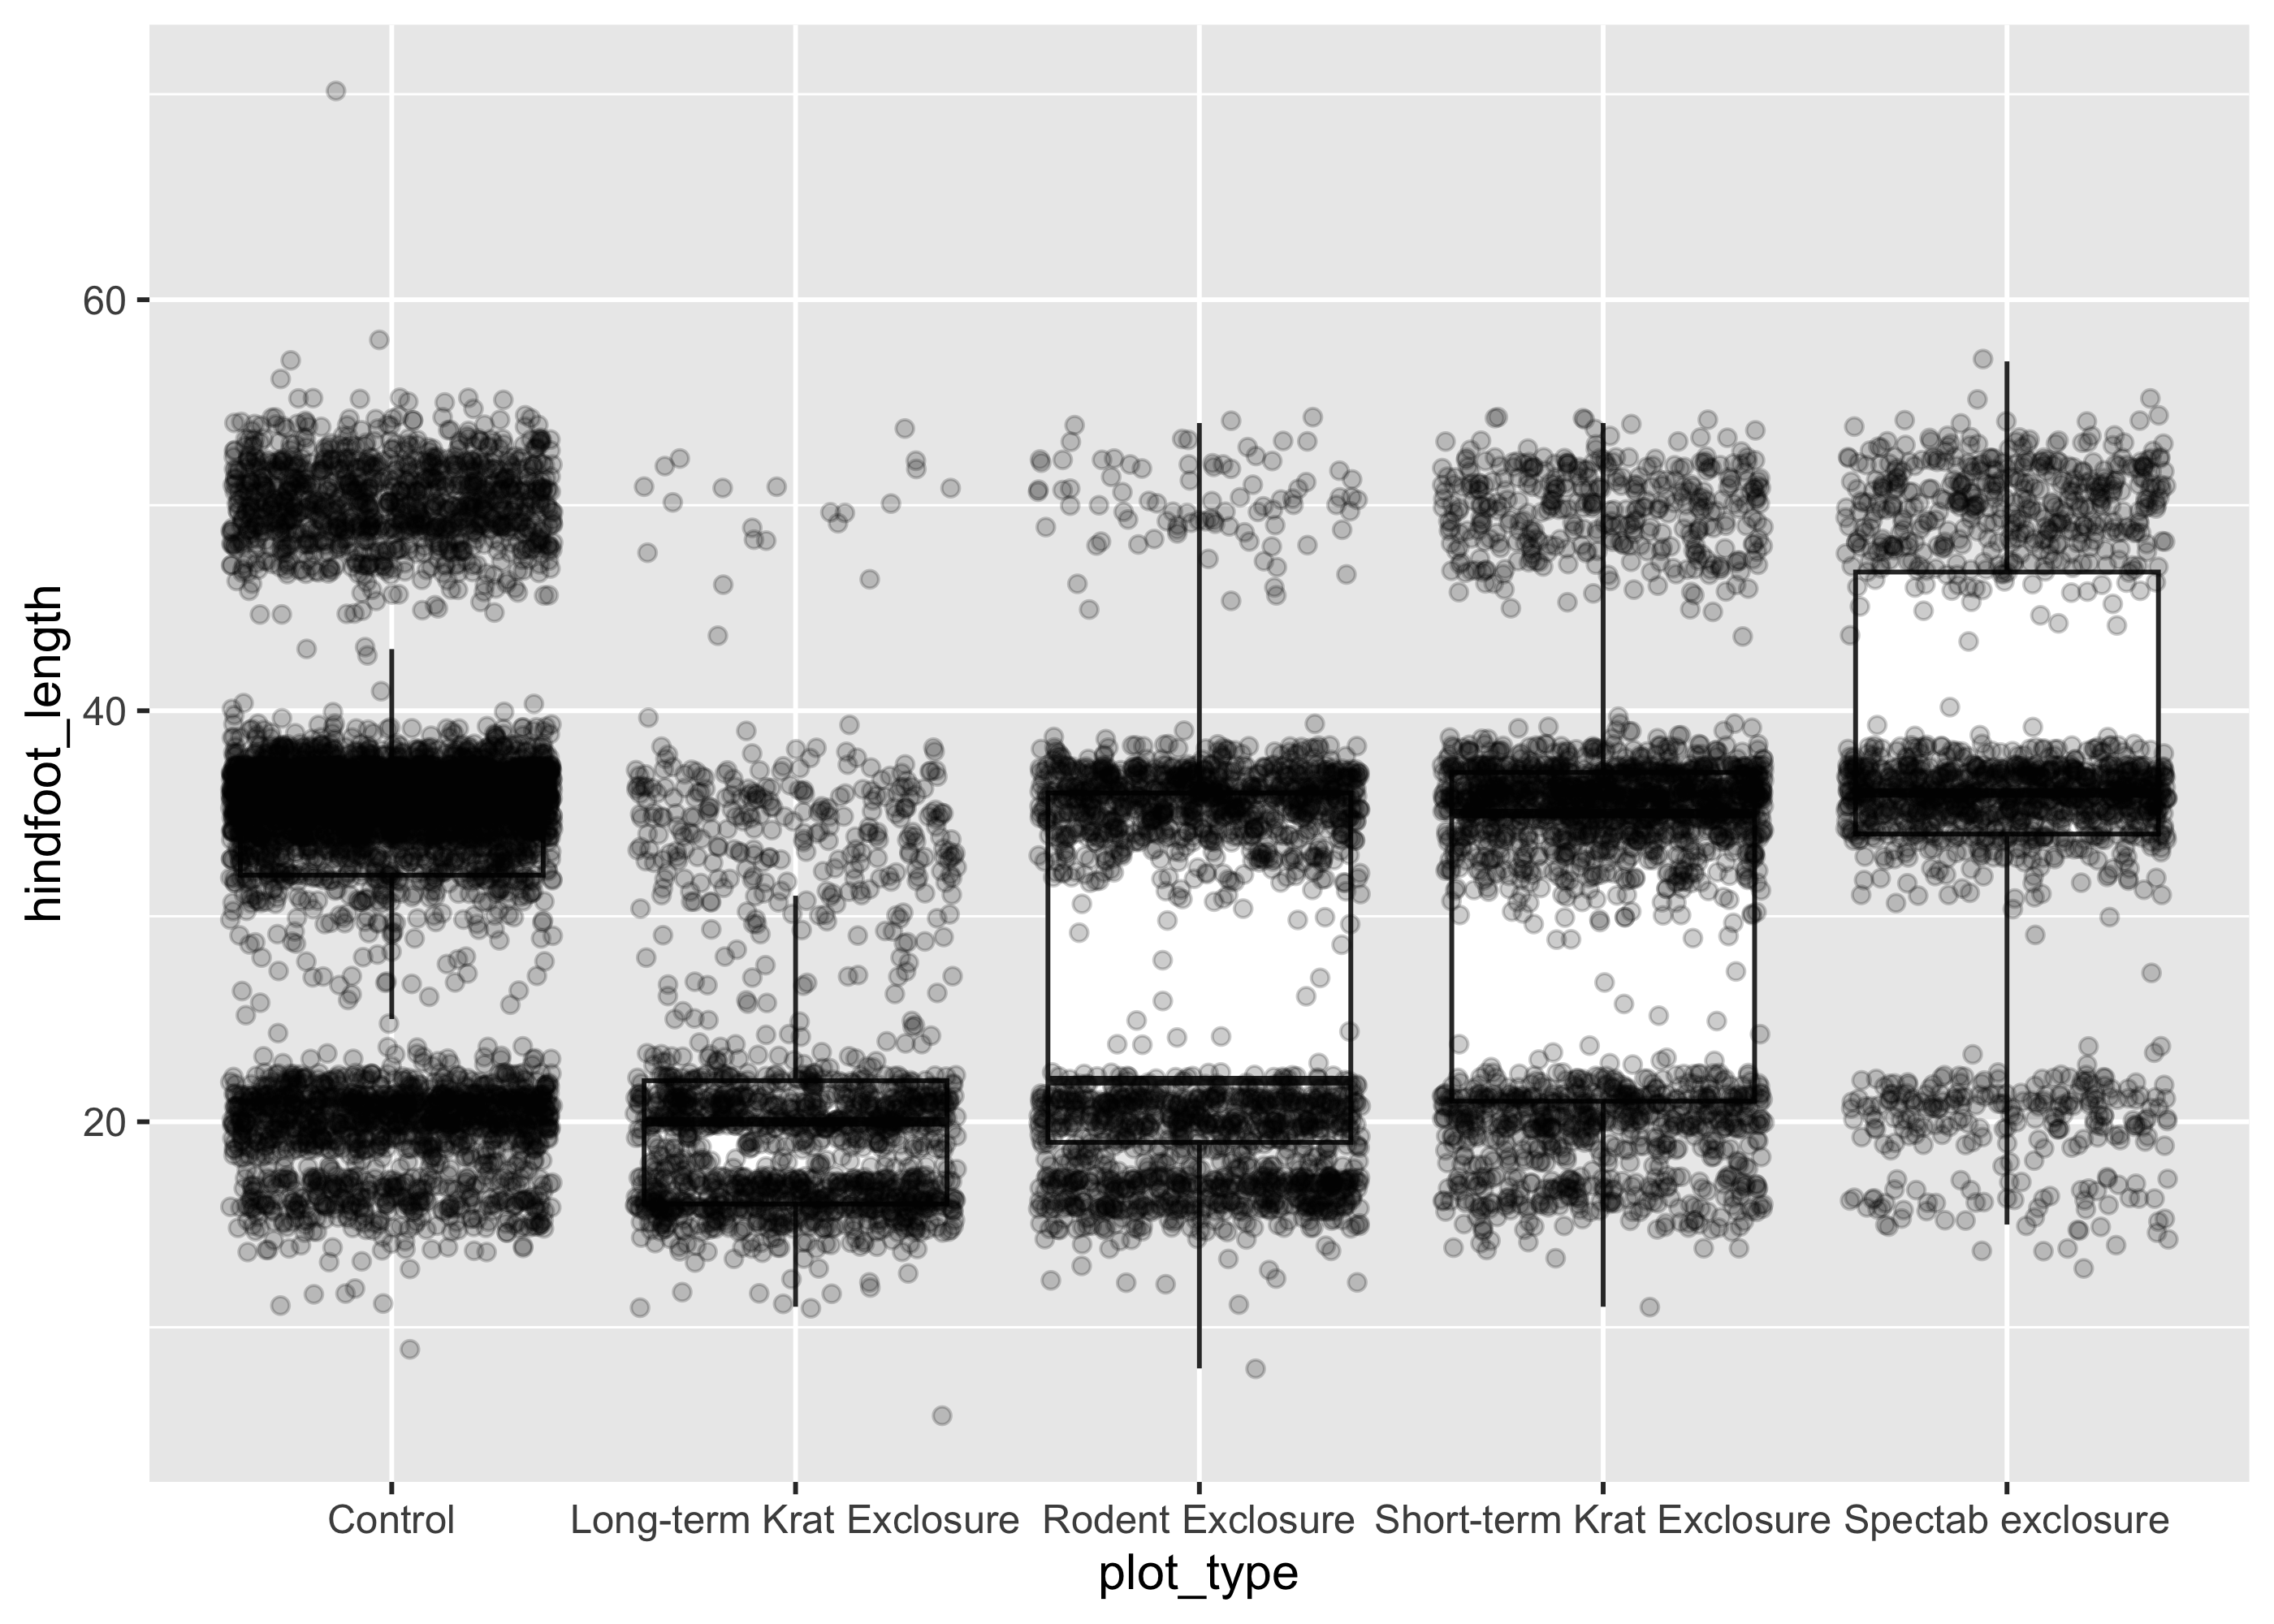 hindfoot_length
60
40
20
Control Long-term Krat Exclosure Rodent Exclosure Short-term Krat Exclosure Spectab exclosure
plot_type